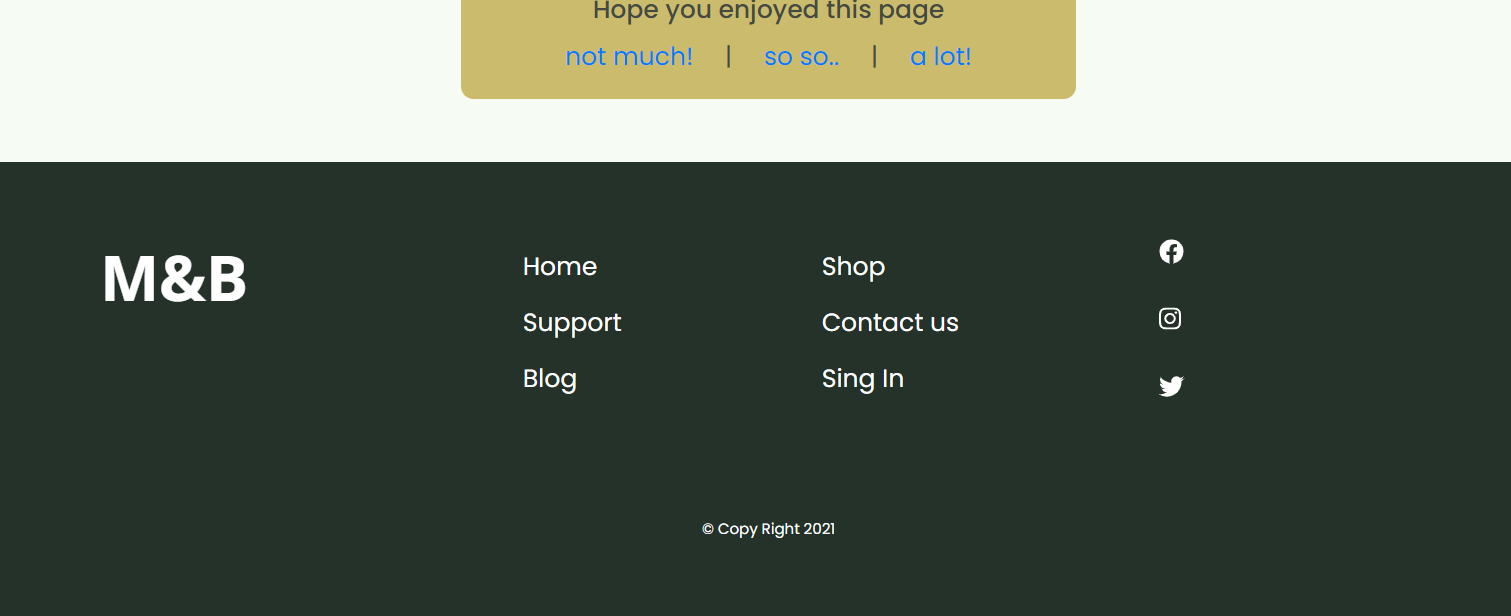 Hope you enjoyed this page
not much! | so so.. | a lot!
M&B
Home
Support
Blog
Shop
Contact us
Sing In
© Copy Right 2021